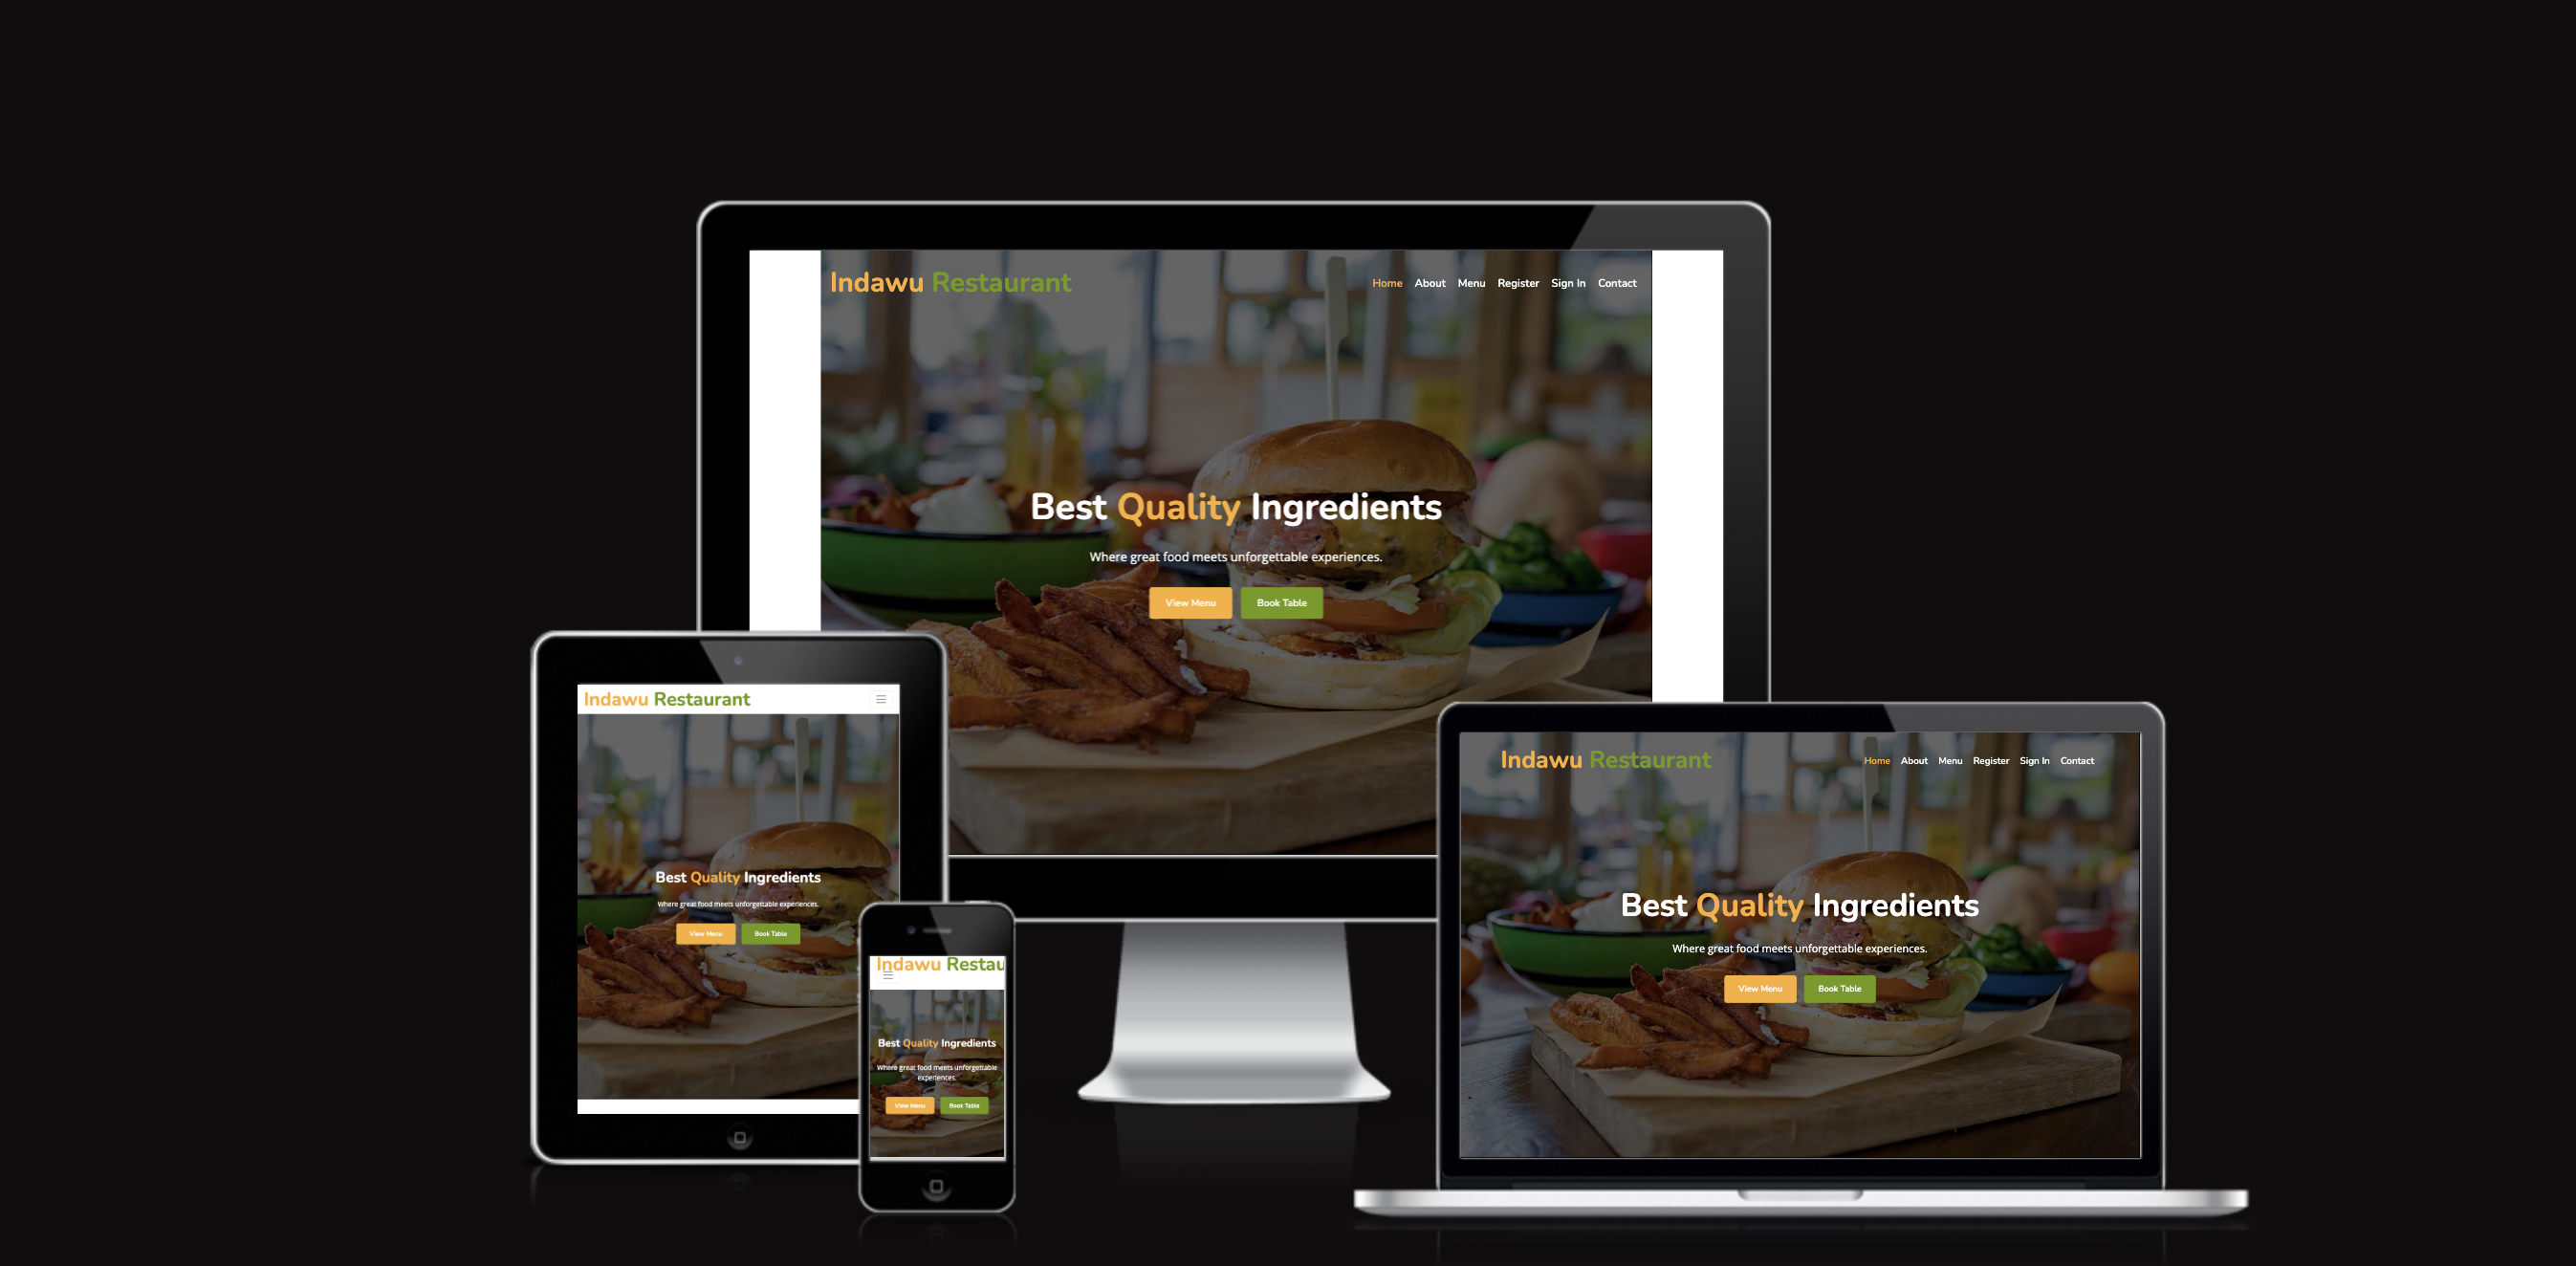 Indawu Restaurant
Home About Menu Register Sign In Contact
Best Quality Ingredients
Where great food meets unforgettable experiences.
View Menu Book Table
Indawu Restaurant
Best Quality Ingredients
Where great food meets unforgettable experiences.
View Menu Book Table
Indawu Restau
Best Quality Ingredients
Where great food meets unforgettable
experiences.
View Menu Book Table
Indawu Restaurant
Home About Menu Register Sign In Contact
Best Quality Ingredients
Where great food meets unforgettable experiences.
View Menu Book Table